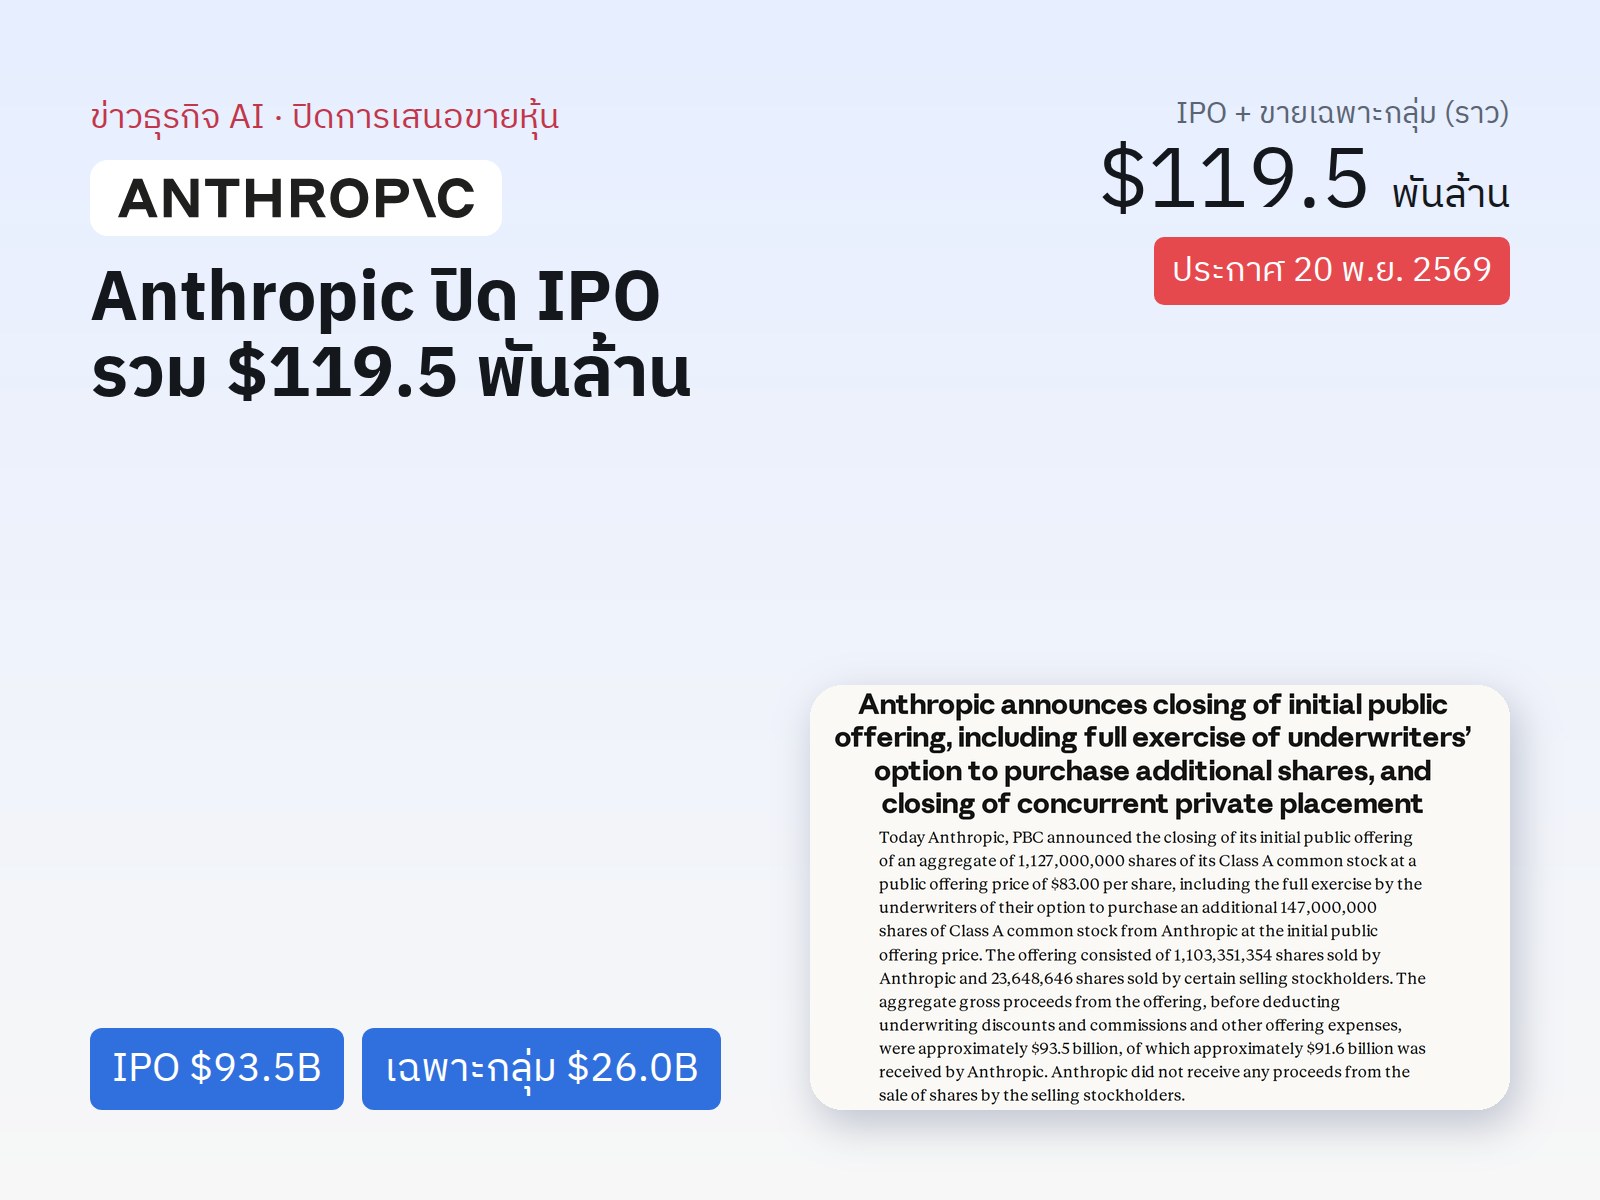 ข่าวธุรกิจ AI · ปิดการเสนอขายหุ้น
ANTHROP\C
Anthropic ปิด IPO
รวม $119.5 พันล้าน
IPO + ขายเฉพาะกลุ่ม (ราว)
$119.5 พันล้าน
ประกาศ 20 พ.ย. 2569
Anthropic announces closing of initial public
offering, including full exercise of underwriters’
option to purchase additional shares, and
closing of concurrent private placement
Today Anthropic, PBC announced the closing of its initial public offering
of an aggregate of 1,127,000,000 shares of its Class A common stock at a
public offering price of $83.00 per share, including the full exercise by the
underwriters of their option to purchase an additional 147,000,000
shares of Class A common stock from Anthropic at the initial public
offering price. The offering consisted of 1,103,351,354 shares sold by
Anthropic and 23,648,646 shares sold by certain selling stockholders. The
aggregate gross proceeds from the offering, before deducting
underwriting discounts and commissions and other offering expenses,
were approximately $93.5 billion, of which approximately $91.6 billion was
received by Anthropic. Anthropic did not receive any proceeds from the
sale of shares by the selling stockholders.
IPO $93.5B
เฉพาะกลุ่ม $26.0B